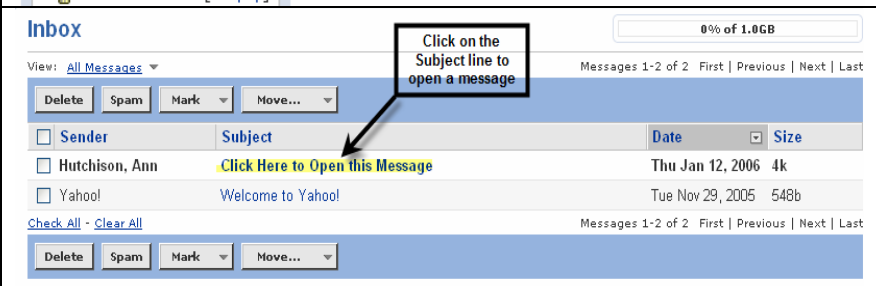 Inbox
0% of 1.0GB
Click on the
Subject line to
open a message
View: All Messages
Messages 1-2 of 2 First | Previous | Next | Last
Delete Spam Mark Move...
Sender Subject Date Size
Hutchison, Ann Click Here to Open this Message Thu Jan 12, 2006 4k
Yahoo! Welcome to Yahoo! Tue Nov 29, 2005 548b
Check All - Clear All Messages 1-2 of 2 First | Previous | Next | Last
Delete Spam Mark Move...